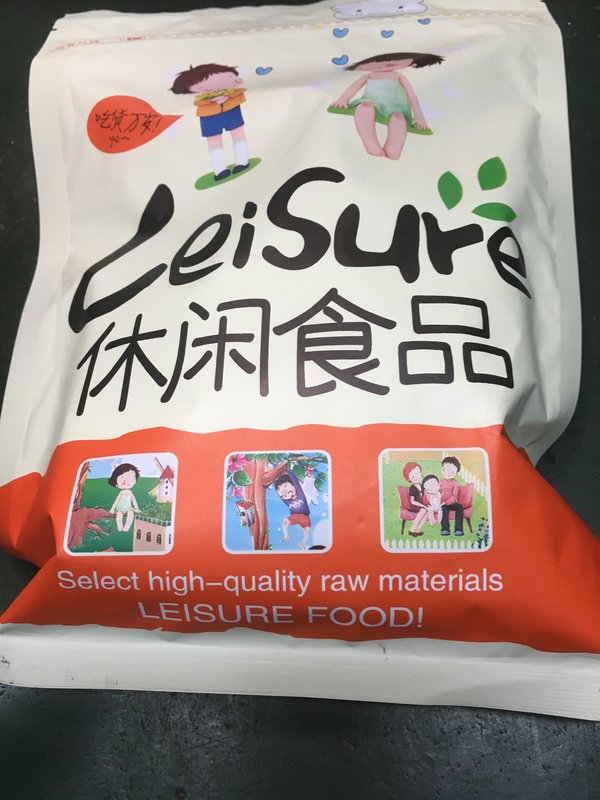 吃货万岁!
ye~
Leisure
休闲食品
Select high-quality raw materials
LEISURE FOOD!